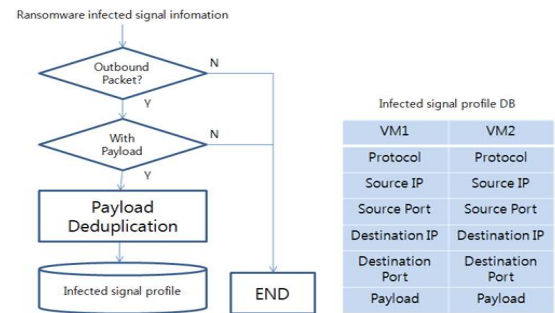 Ransomware infected signal infomation
Outbound
Packet?
N
Y
With
Payload
N
Y
Payload
Deduplication
Infected signal profile
END
Infected signal profile DB
VM1 VM2
Protocol Protocol
Source IP Source IP
Source Port Source Port
Destination IP Destination IP
Destination Destination
Port Port
Payload Payload